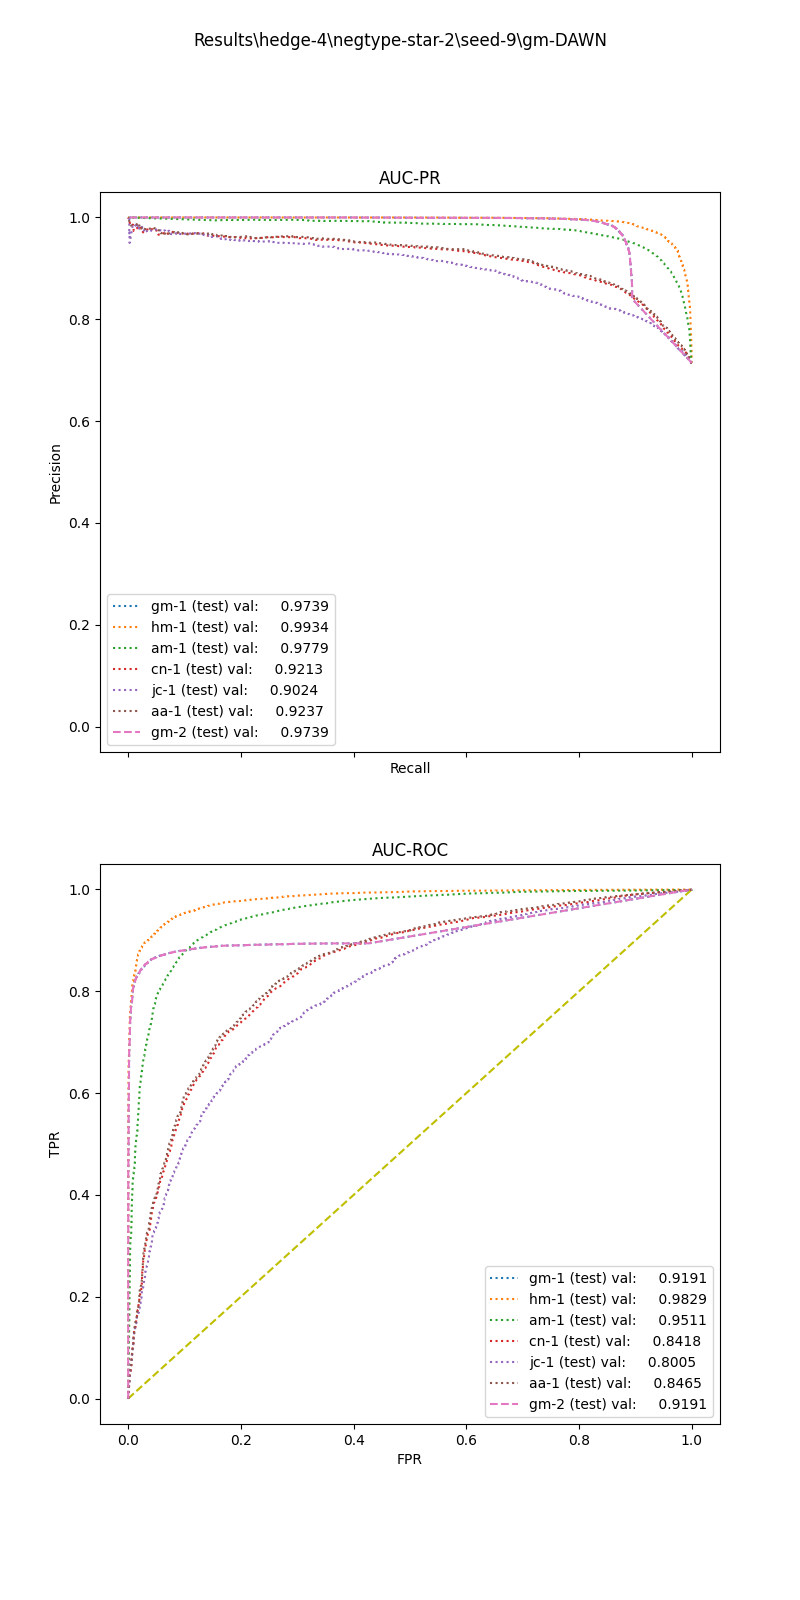 Results\hedge-4\negtype-star-2\seed-9\gm-DAWN
AUC-PR
1.0
0.8
0.6
0.4
0.2
0.0
Precision
gm-1 (test) val: 0.9739
hm-1 (test) val: 0.9934
am-1 (test) val: 0.9779
cn-1 (test) val: 0.9213
jc-1 (test) val: 0.9024
aa-1 (test) val: 0.9237
gm-2 (test) val: 0.9739
Recall
AUC-ROC
1.0
0.8
0.6
0.4
0.2
0.0
TPR
gm-1 (test) val: 0.9191
hm-1 (test) val: 0.9829
am-1 (test) val: 0.9511
cn-1 (test) val: 0.8418
jc-1 (test) val: 0.8005
aa-1 (test) val: 0.8465
gm-2 (test) val: 0.9191
0.0 0.2 0.4 0.6 0.8 1.0
FPR